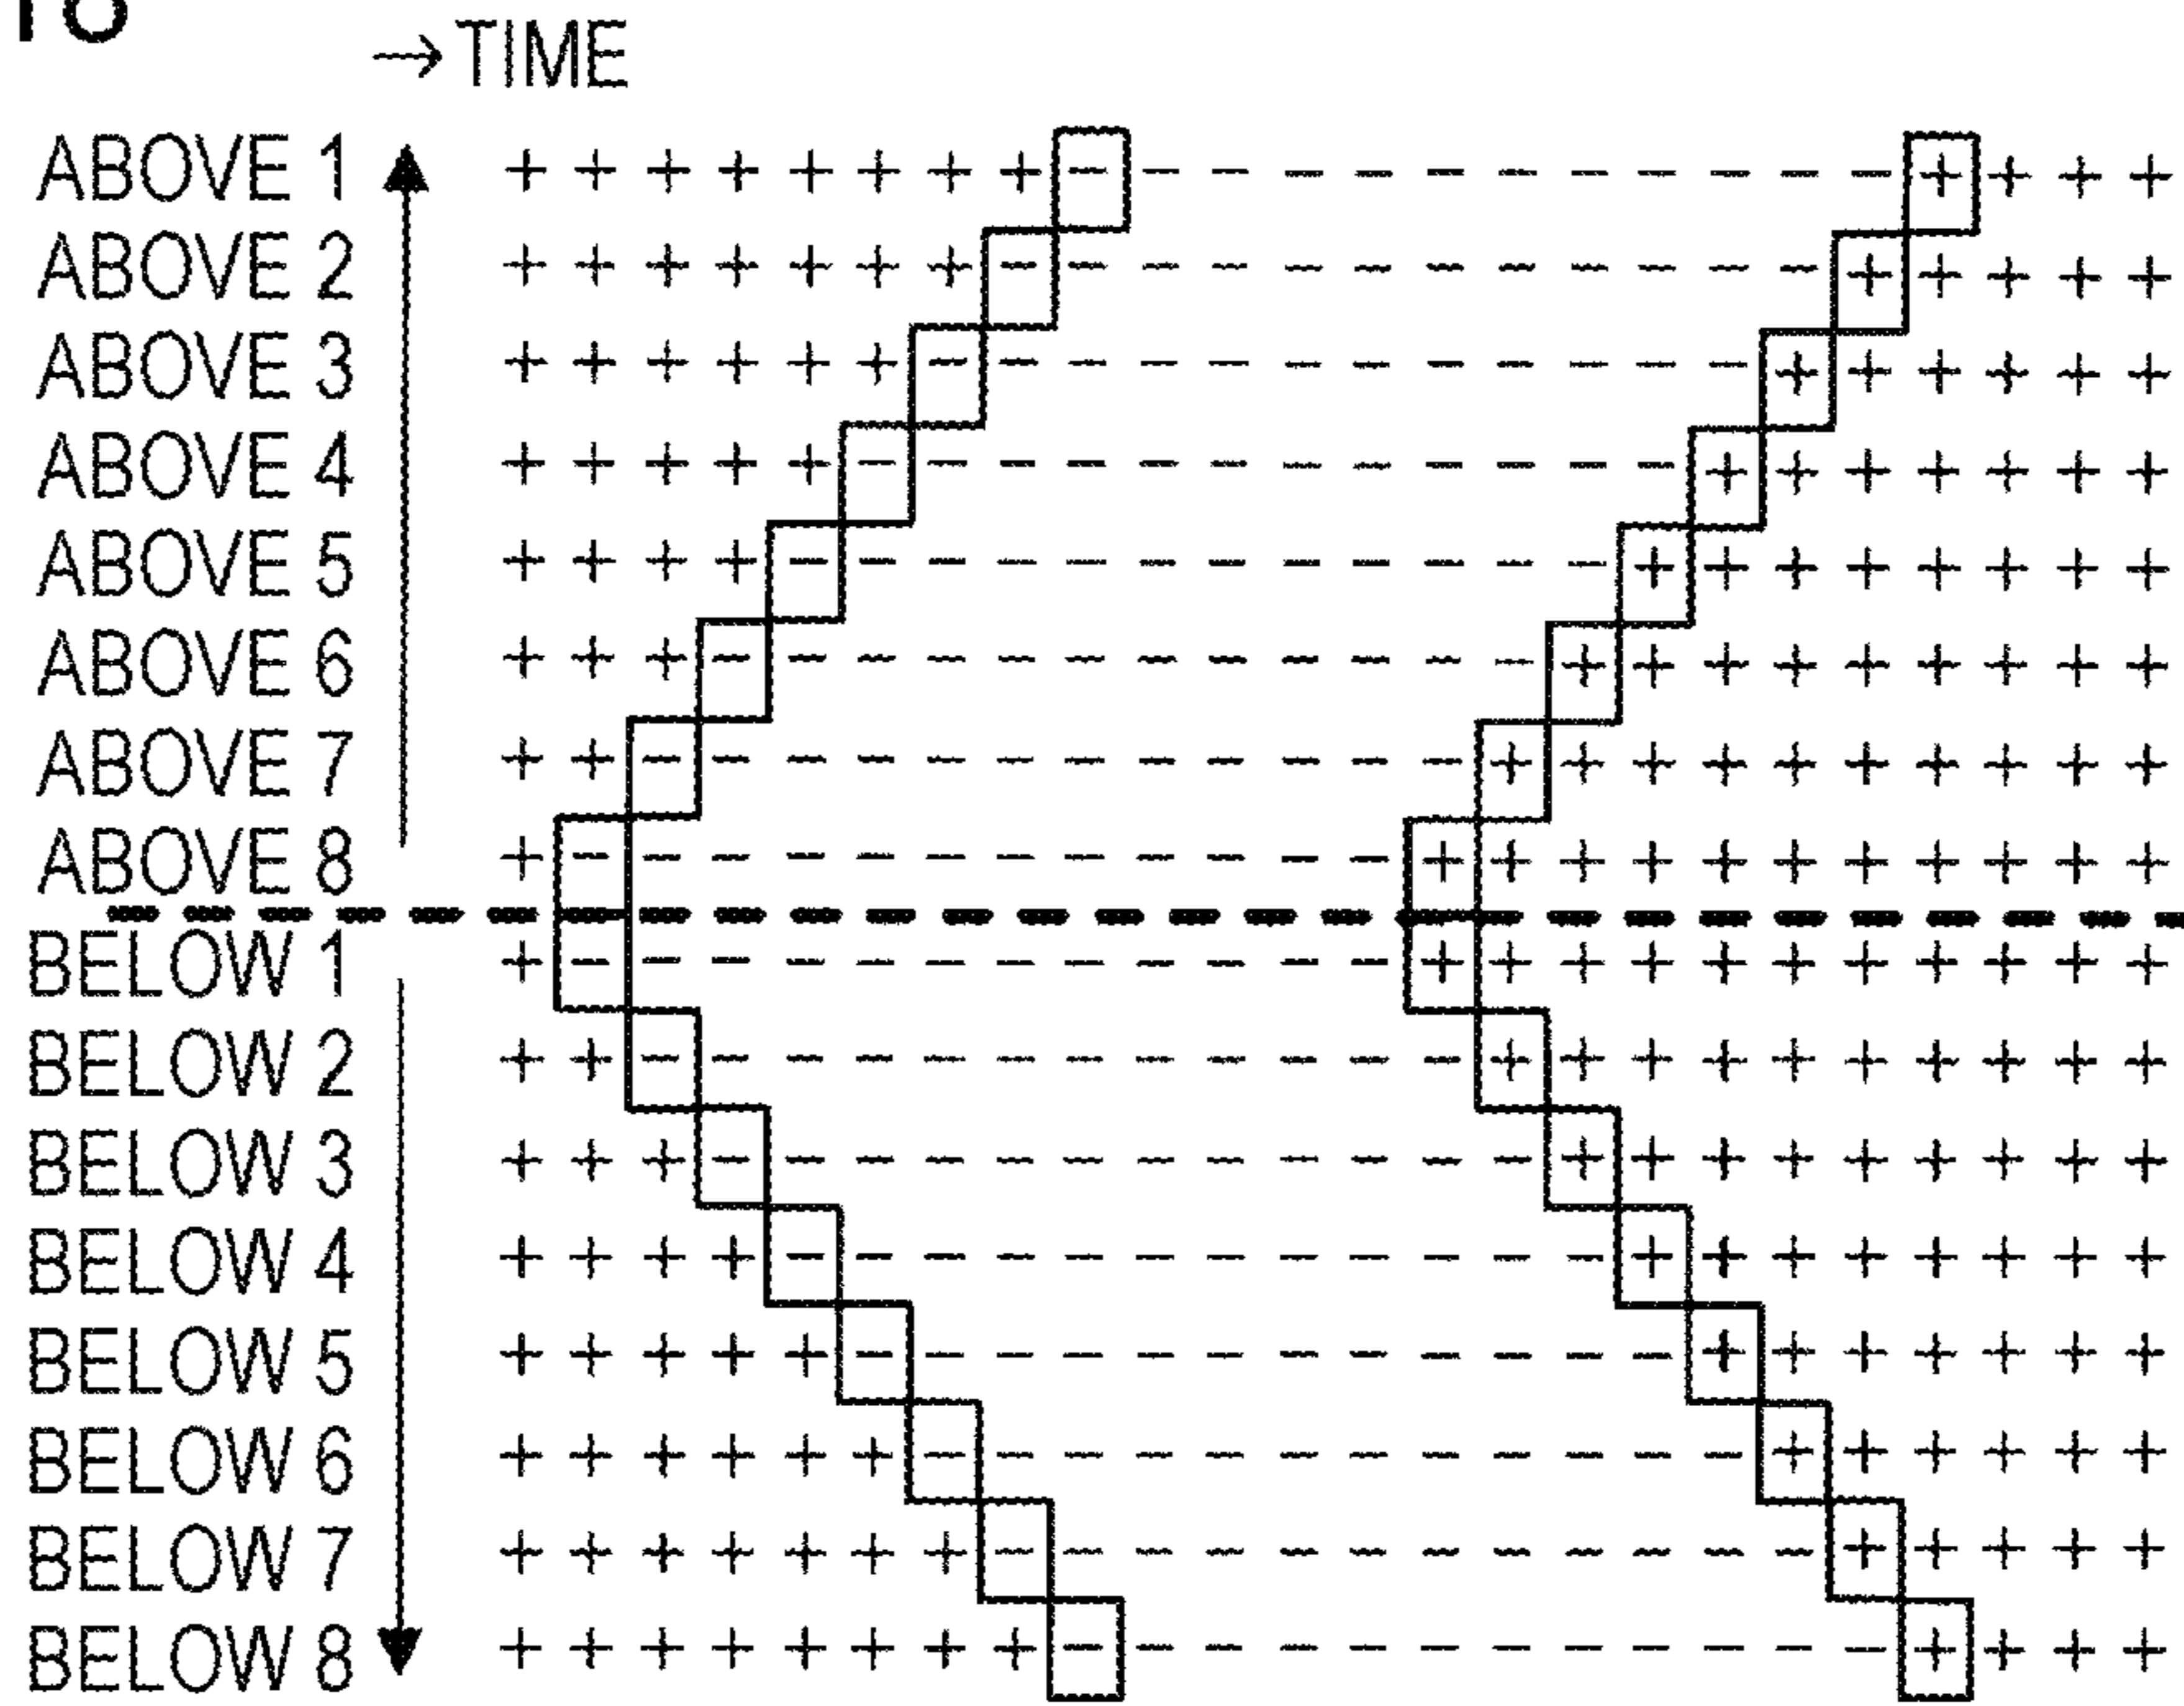 →TIME
ABOVE 1 + + + + + + + + - - - - - - - - - - - - + + + +
ABOVE 2 + + + + + + + - - - - - - - - - - - - + + + + +
ABOVE 3 + + + + + + - - - - - - - - - - - - + + + + + +
ABOVE 4 + + + + + - - - - - - - - - - - - + + + + + + +
ABOVE 5 + + + + - - - - - - - - - - - - + + + + + + + +
ABOVE 6 + + + - - - - - - - - - - - - + + + + + + + + +
ABOVE 7 + + - - - - - - - - - - - - + + + + + + + + + +
ABOVE 8 + - - - - - - - - - - - - + + + + + + + + + + +
BELOW 1 + - - - - - - - - - - - - + + + + + + + + + + +
BELOW 2 + + - - - - - - - - - - - - + + + + + + + + + +
BELOW 3 + + + - - - - - - - - - - - - + + + + + + + + +
BELOW 4 + + + + - - - - - - - - - - - - + + + + + + + +
BELOW 5 + + + + + - - - - - - - - - - - - + + + + + + +
BELOW 6 + + + + + + - - - - - - - - - - - - + + + + + +
BELOW 7 + + + + + + + - - - - - - - - - - - - + + + + +
BELOW 8 + + + + + + + + - - - - - - - - - - - - + + + +